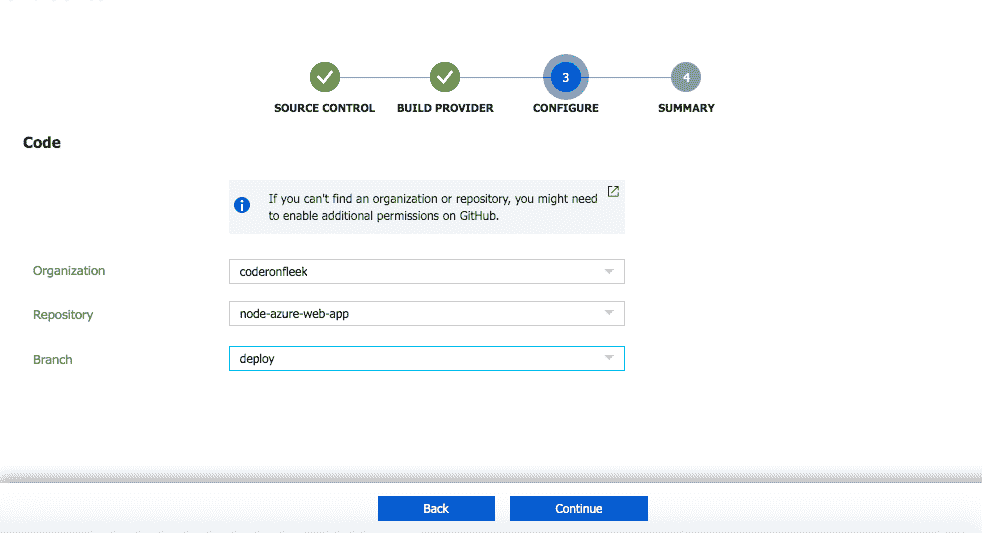 3
4
SOURCE CONTROL
BUILD PROVIDER
CONFIGURE
SUMMARY
Code
If you can't find an organization or repository, you might need
to enable additional permissions on GitHub.
Organization
coderonfleek
Repository
node-azure-web-app
Branch
deploy
Back
Continue